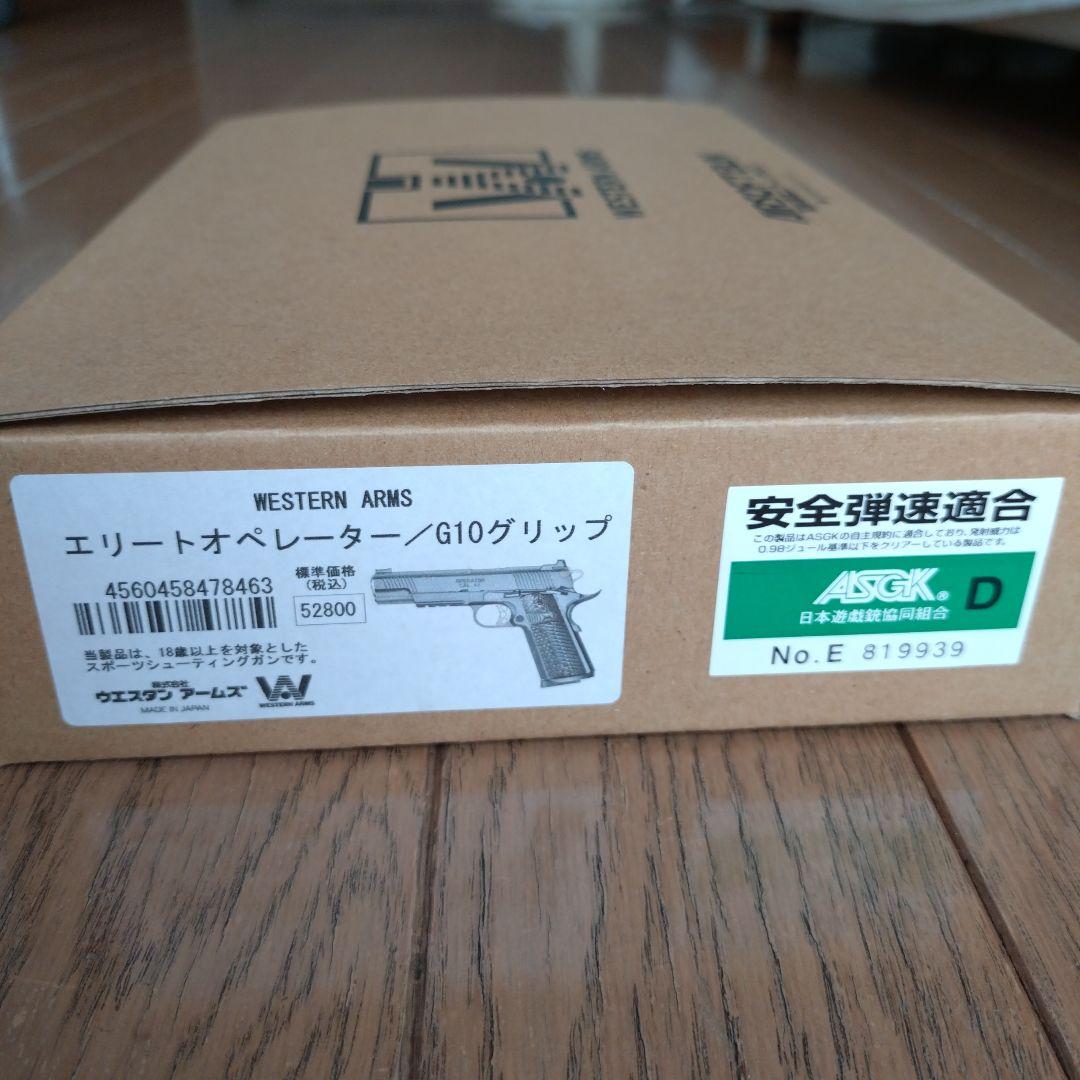 WESTERN ARMS
WESTERN ARMS
エリートオペレーター／G10グリップ
4560458478463
標準価格
(税込)
52800
OPERATOR
当製品は、18歳以上を対象とした
スポーツシューティングガンです。
株式会社
ウエスタン アームズ
MADE IN JAPAN
WESTERN ARMS
安全弾速適合
この製品はASGKの自主規約に適合しており、発射威力は
0.98ジュール基準以下をクリアーしている製品です。
ASGK®
D
日本遊戯銃協同組合
No.E 819939